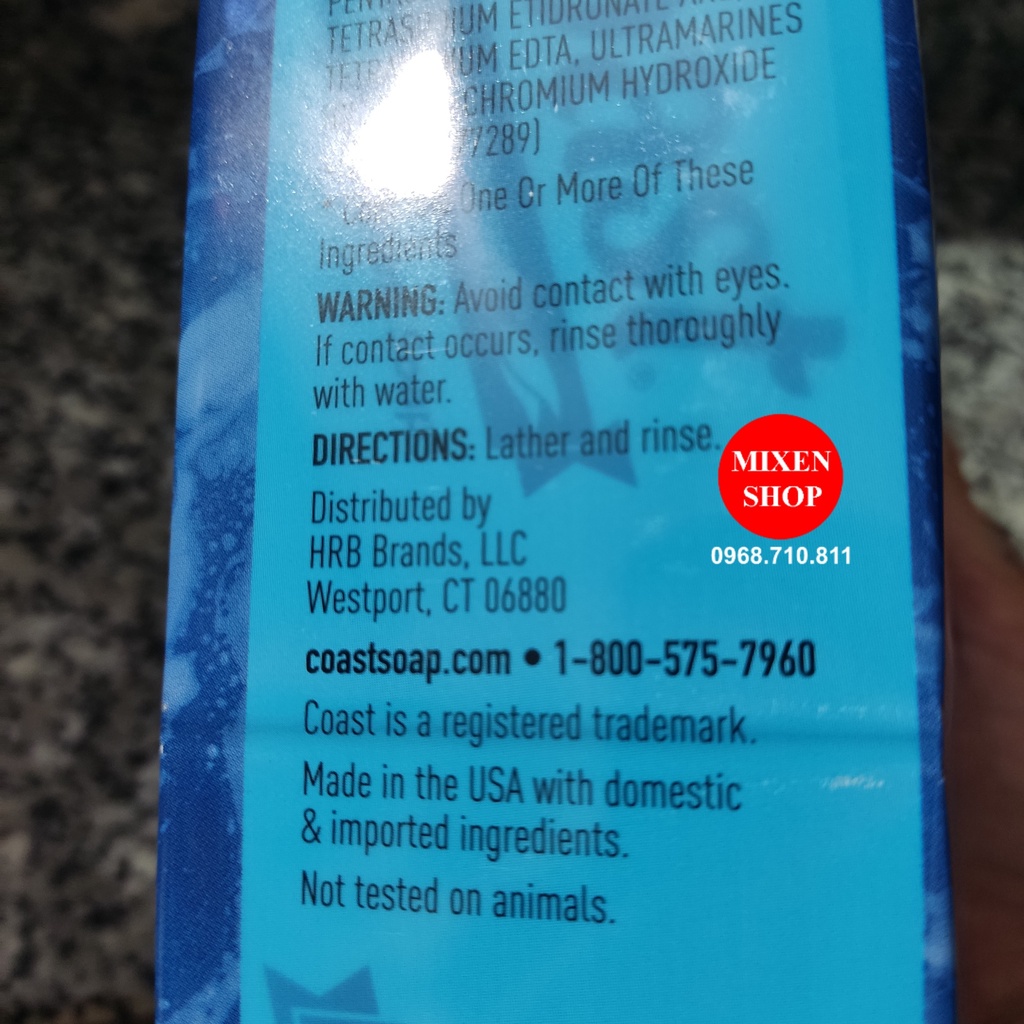 UM ETIDRONATE
UM EDTA, ULTRAMARINES
CHROMIUM HYDROXIDE
77289)
* One Or More Of These
Ingredients
WARNING: Avoid contact with eyes.
If contact occurs, rinse thoroughly
with water.
DIRECTIONS: Lather and rinse.
MIXEN
SHOP
0968.710.811
Distributed by
HRB Brands, LLC
Westport, CT 06880
coastsoap.com • 1-800-575-7960
Coast is a registered trademark.
Made in the USA with domestic
& imported ingredients.
Not tested on animals.